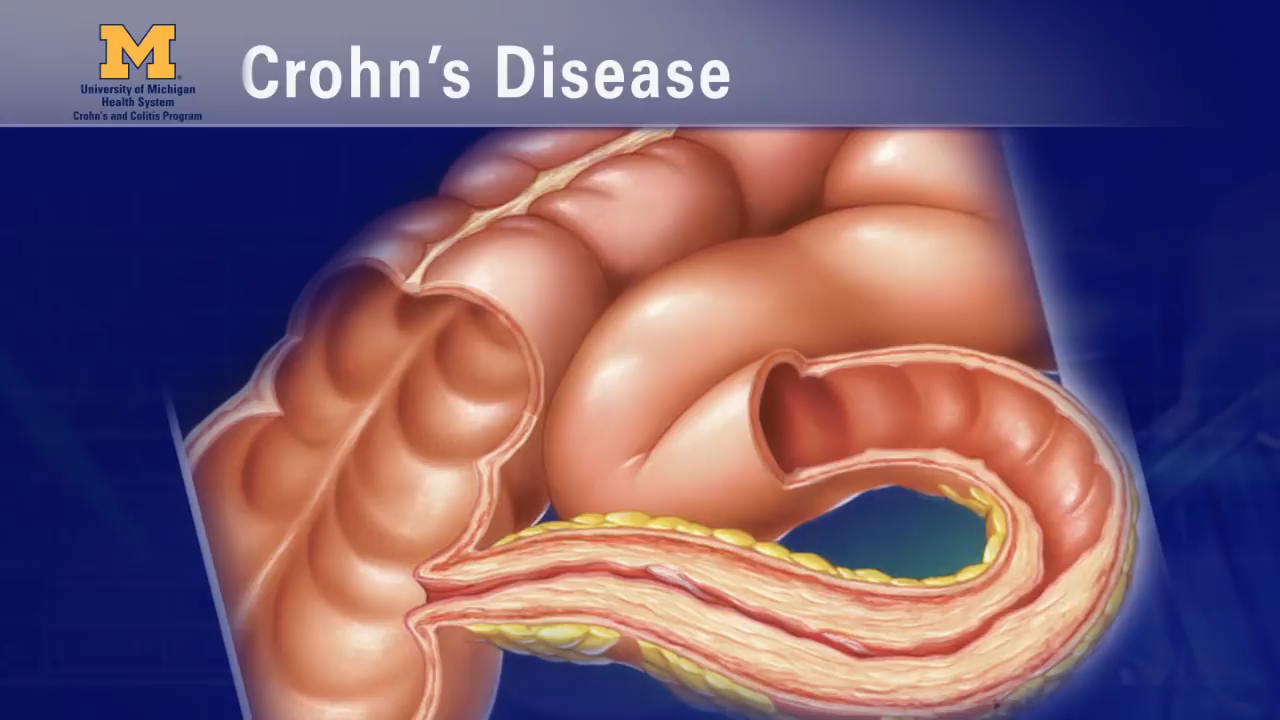 M
University of Michigan
Health System
Crohn's and Colitis Program
Crohn's Disease